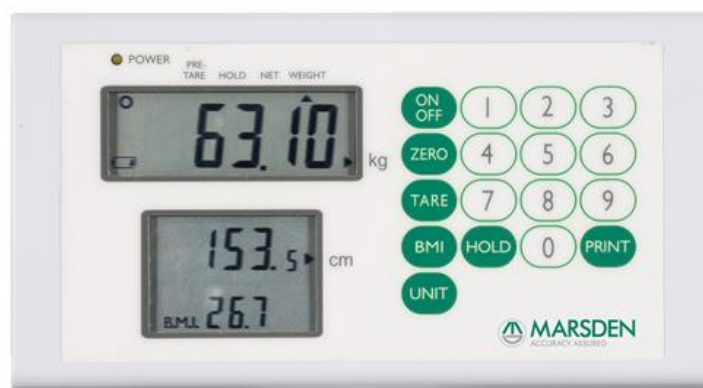 POWER
PRE-
TARE HOLD NET WEIGHT
63.10 kg
153.5 cm
B.M.I. 26.7
ON
OFF 1 2 3
ZERO 4 5 6
TARE 7 8 9
BMI HOLD 0 PRINT
UNIT
MARSDEN
ACCURACY ASSURED